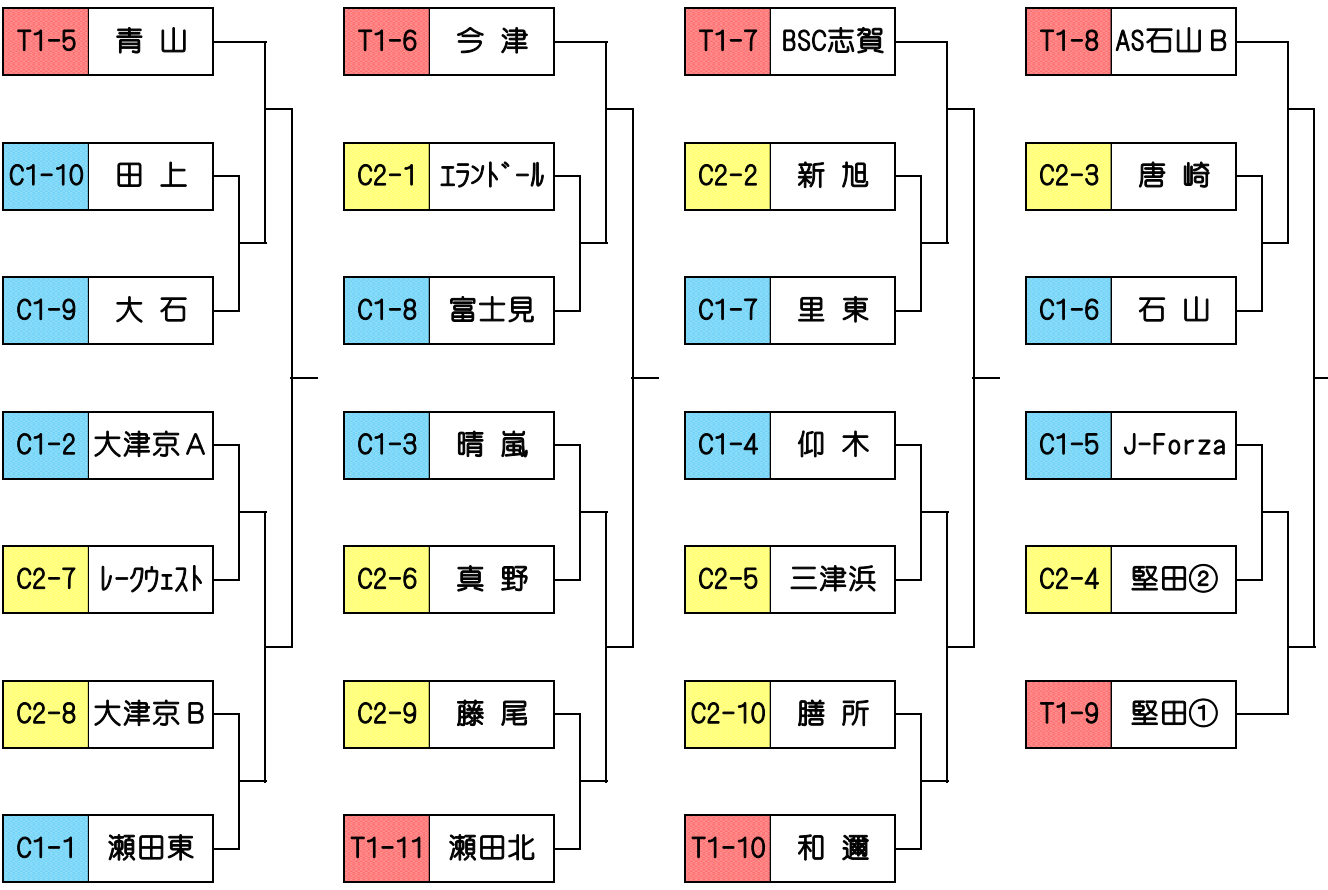 T1-5 青山
C1-10 田上
C1-9 大石
C1-2 大津京A
C2-7 ﾚｰｸｳｪｽﾄ
C2-8 大津京B
C1-1 瀬田東
T1-6 今津
C2-1 ｴﾗﾝﾄﾞｰﾙ
C1-8 富士見
C1-3 晴嵐
C2-6 真野
C2-9 藤尾
T1-11 瀬田北
T1-7 BSC志賀
C2-2 新旭
C1-7 里東
C1-4 仰木
C2-5 三津浜
C2-10 膳所
T1-10 和邇
T1-8 AS石山B
C2-3 唐崎
C1-6 石山
C1-5 J-Forza
C2-4 堅田②
T1-9 堅田①